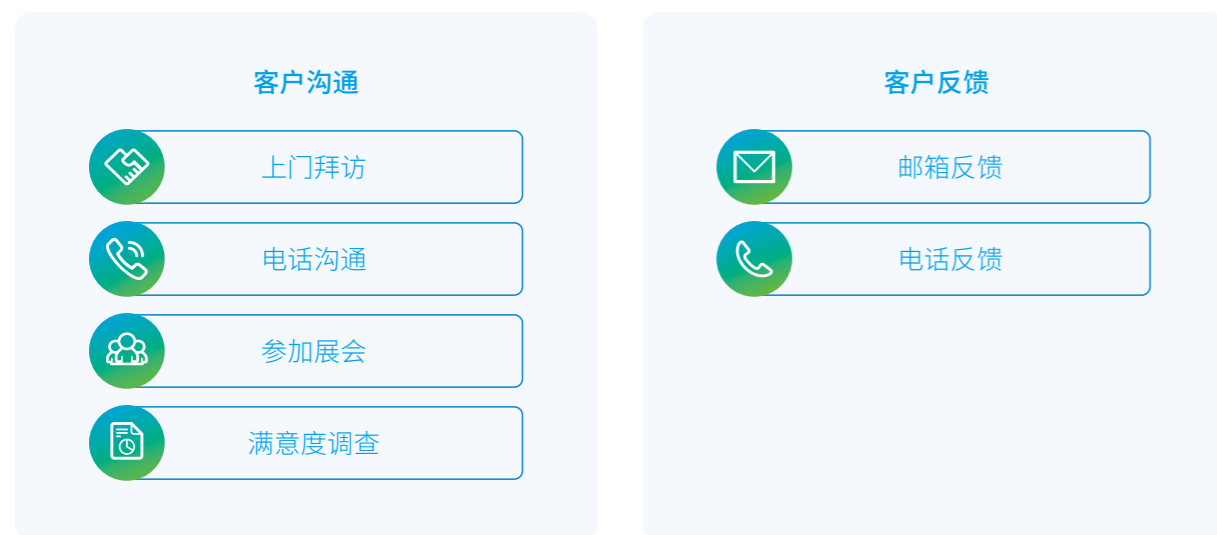 客户沟通
上门拜访
电话沟通
参加展会
满意度调查
客户反馈
邮箱反馈
电话反馈